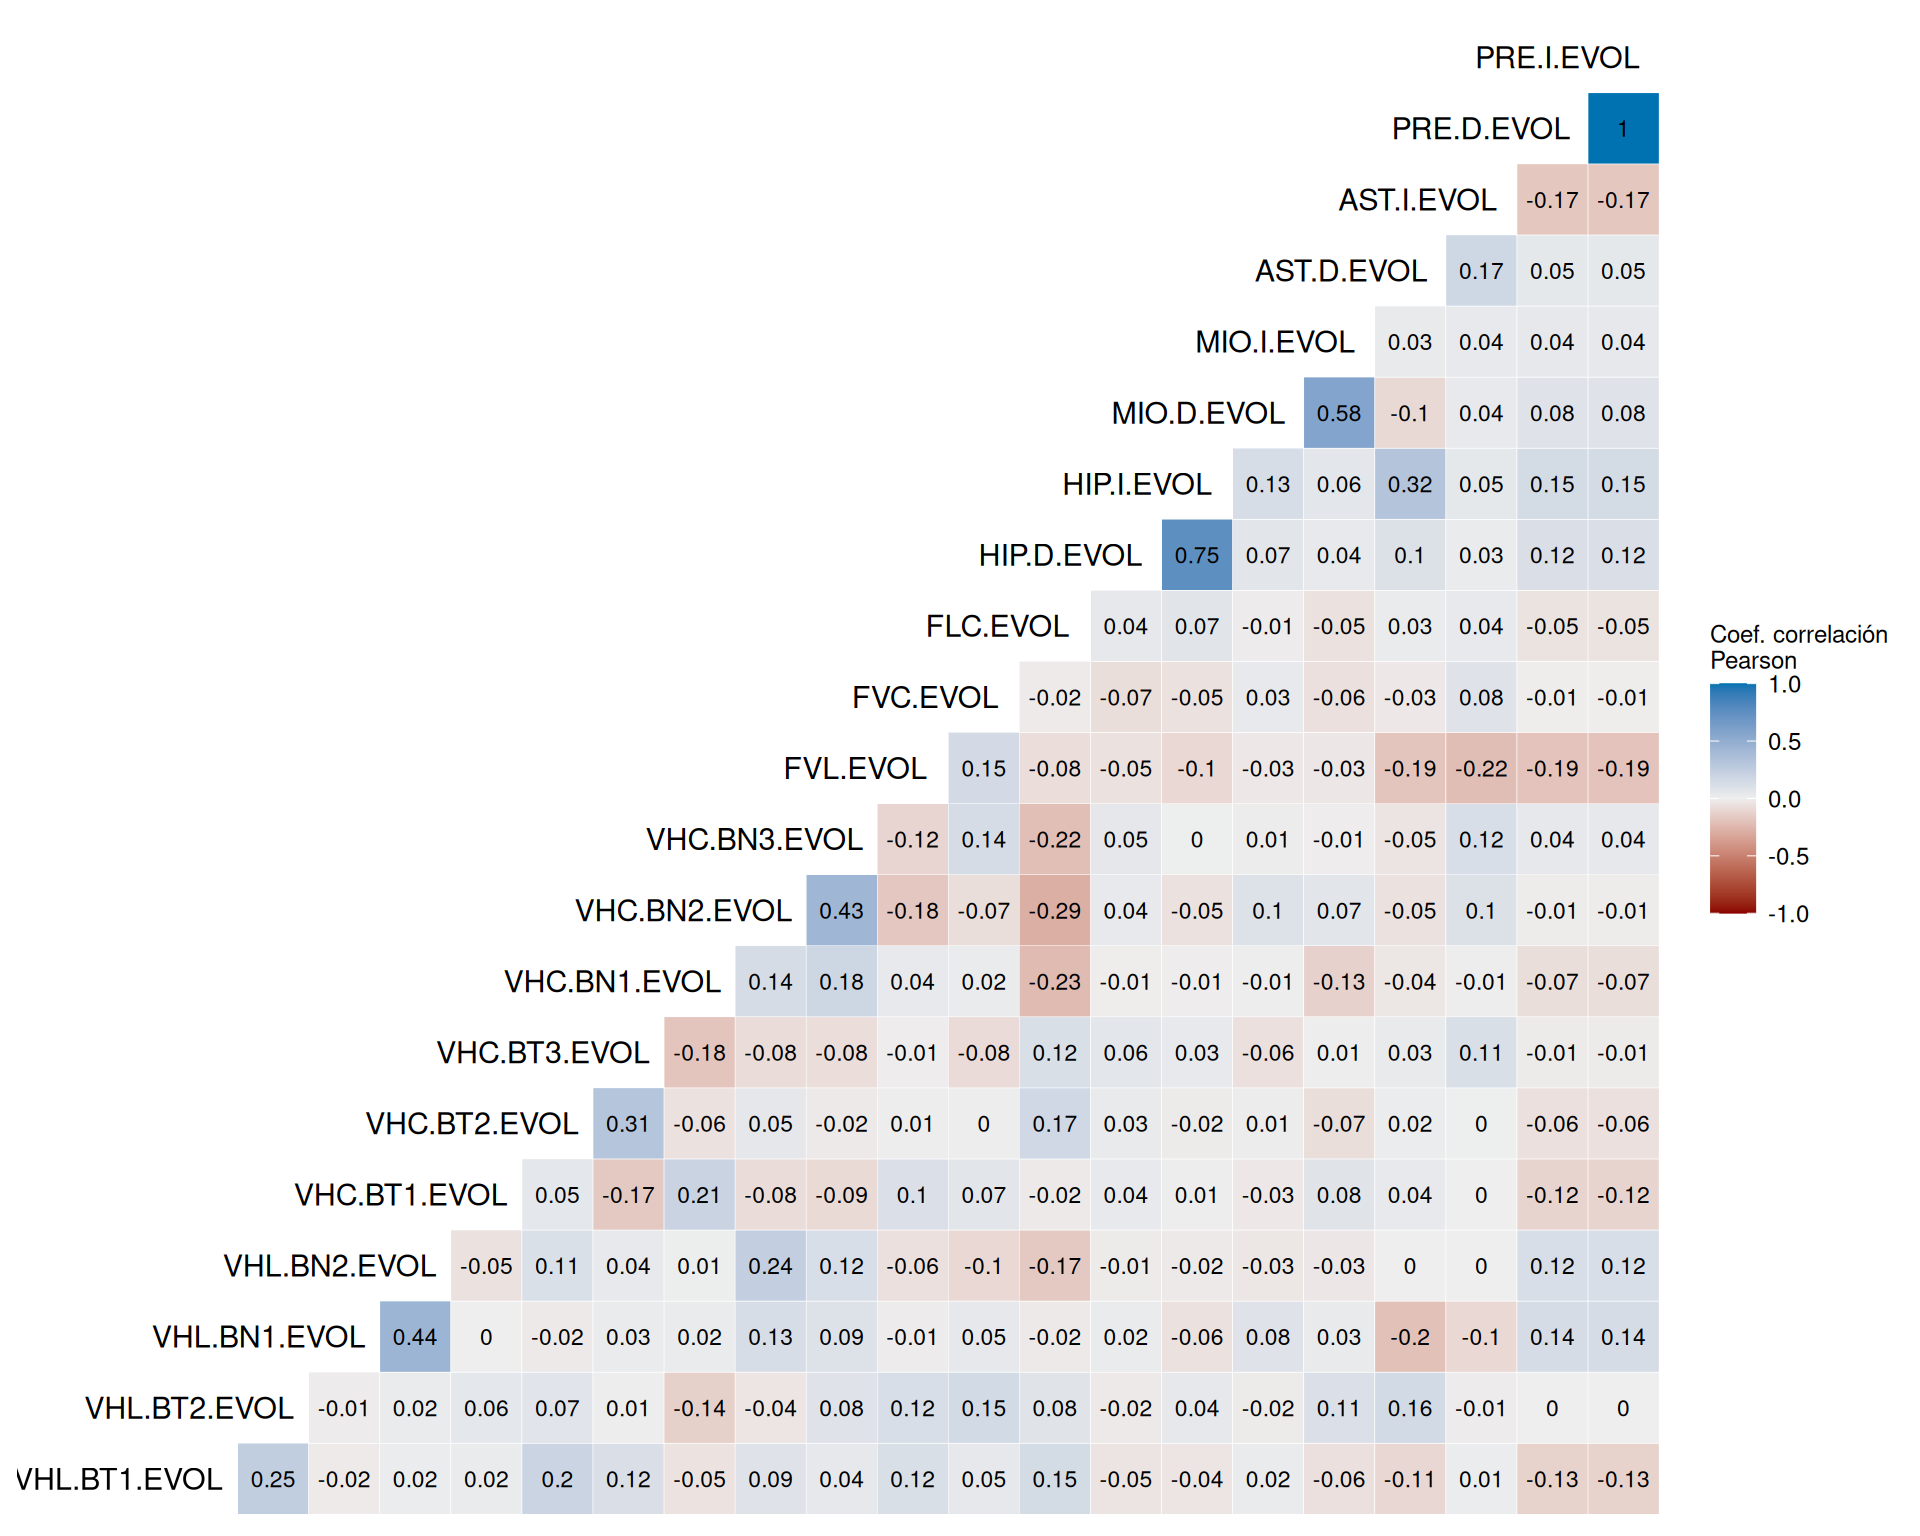 PRE.I.EVOL
PRE.D.EVOL 1
AST.I.EVOL -0.17 -0.17
AST.D.EVOL 0.17 0.05 0.05
MIO.I.EVOL 0.03 0.04 0.04 0.04
MIO.D.EVOL 0.58 -0.1 0.04 0.08 0.08
HIP.I.EVOL 0.13 0.06 0.32 0.05 0.15 0.15
HIP.D.EVOL 0.75 0.07 0.04 0.1 0.03 0.12 0.12
FLC.EVOL 0.04 0.07 -0.01 -0.05 0.03 0.04 -0.05 -0.05
FVC.EVOL -0.02 -0.07 -0.05 0.03 -0.06 -0.03 0.08 -0.01 -0.01
FVL.EVOL 0.15 -0.08 -0.05 -0.1 -0.03 -0.03 -0.19 -0.22 -0.19 -0.19
VHC.BN3.EVOL -0.12 0.14 -0.22 0.05 0 0.01 -0.01 -0.05 0.12 0.04 0.04
VHC.BN2.EVOL 0.43 -0.18 -0.07 -0.29 0.04 -0.05 0.1 0.07 -0.05 0.1 -0.01 -0.01
VHC.BN1.EVOL 0.14 0.18 0.04 0.02 -0.23 -0.01 -0.01 -0.01 -0.13 -0.04 -0.01 -0.07 -0.07
VHC.BT3.EVOL -0.18 -0.08 -0.08 -0.01 -0.08 0.12 0.06 0.03 -0.06 0.01 0.03 0.11 -0.01 -0.01
VHC.BT2.EVOL 0.31 -0.06 0.05 -0.02 0.01 0 0.17 0.03 -0.02 0.01 -0.07 0.02 0 -0.06 -0.06
VHC.BT1.EVOL 0.05 -0.17 0.21 -0.08 -0.09 0.1 0.07 -0.02 0.04 0.01 -0.03 0.08 0.04 0 -0.12 -0.12
VHL.BN2.EVOL -0.05 0.11 0.04 0.01 0.24 0.12 -0.06 -0.1 -0.17 -0.01 -0.02 -0.03 -0.03 0 0 0.12 0.12
VHL.BN1.EVOL 0.44 0 -0.02 0.03 0.02 0.13 0.09 -0.01 0.05 -0.02 0.02 -0.06 0.08 0.03 -0.2 -0.1 0.14 0.14
VHL.BT2.EVOL -0.01 0.02 0.06 0.07 0.01 -0.14 -0.04 0.08 0.12 0.15 0.08 -0.02 0.04 -0.02 0.11 0.16 -0.01 0 0
VHL.BT1.EVOL 0.25 -0.02 0.02 0.02 0.2 0.12 -0.05 0.09 0.04 0.12 0.05 0.15 -0.05 -0.04 0.02 -0.06 -0.11 0.01 -0.13 -0.13
Coef. correlación
Pearson
1.0
0.5
0.0
-0.5
-1.0